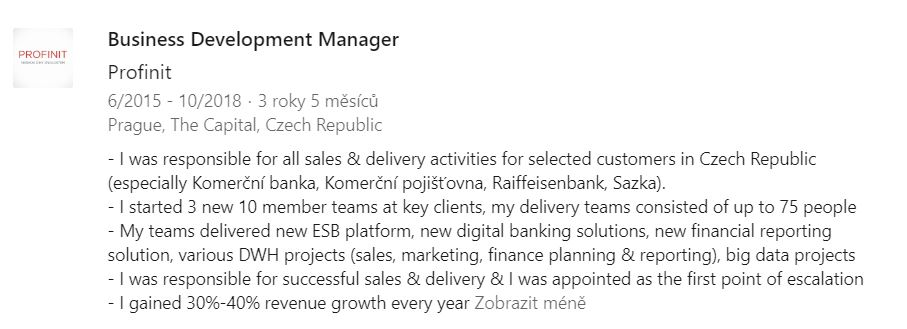 PROFINIT
Business Development Manager
Profinit
6/2015 - 10/2018 · 3 roky 5 měsíců
Prague, The Capital, Czech Republic
- I was responsible for all sales & delivery activities for selected customers in Czech Republic
(especially Komerční banka, Komerční pojišťovna, Raiffeisenbank, Sazka).
- I started 3 new 10 member teams at key clients, my delivery teams consisted of up to 75 people
- My teams delivered new ESB platform, new digital banking solutions, new financial reporting
solution, various DWH projects (sales, marketing, finance planning & reporting), big data projects
- I was responsible for successful sales & delivery & I was appointed as the first point of escalation
- I gained 30%-40% revenue growth every year Zobrazit méně